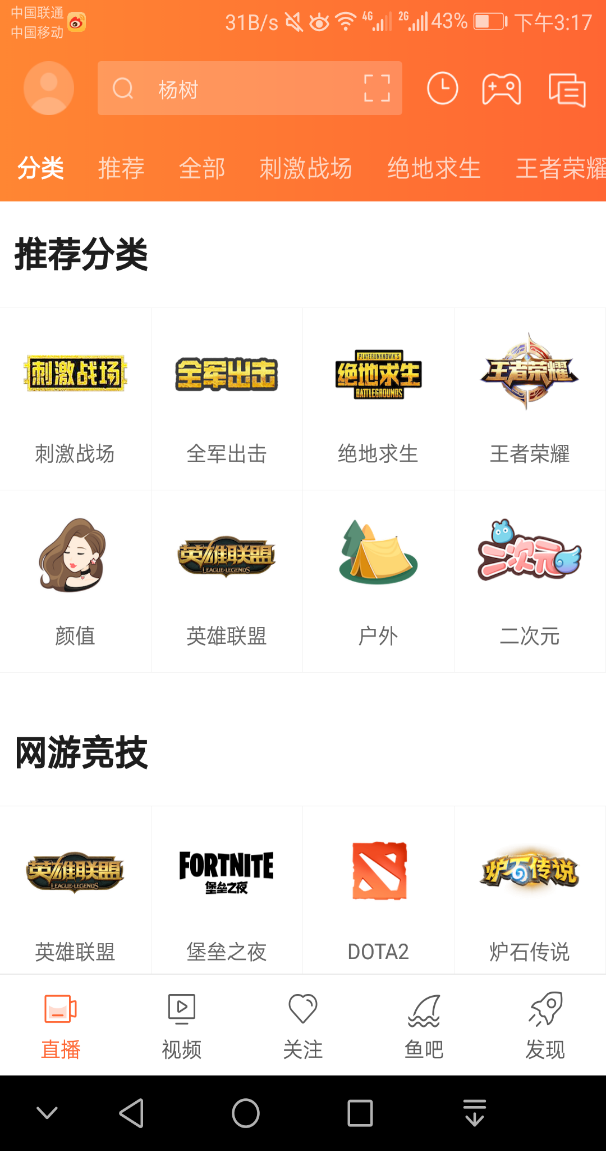 中国联通
中国移动
31B/s 4G 2G 43% 下午3:17
杨树
分类 推荐 全部 刺激战场 绝地求生 王者荣耀
推荐分类
刺激战场 全军出击 PLAYERUNKNOWN'S 绝地求生 BATTLEGROUNDS 王者荣耀
刺激战场 全军出击 绝地求生 王者荣耀
英雄联盟 LEAGUE of LEGENDS 二次元
颜值 英雄联盟 户外 二次元
网游竞技
英雄联盟 LEAGUE of LEGENDS FORTNITE 堡垒之夜 炉石传说
英雄联盟 堡垒之夜 DOTA2 炉石传说
直播 视频 关注 鱼吧 发现